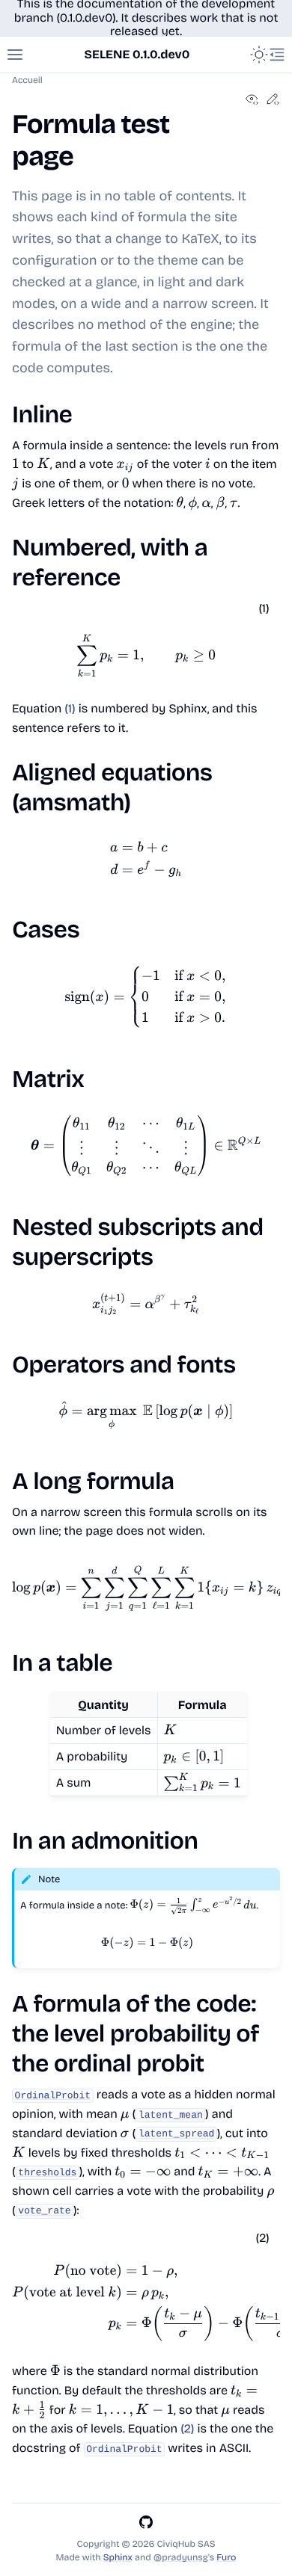 This is the documentation of the development
branch (0.1.0.dev0). It describes work that is not
released yet.
SELENE 0.1.0.dev0
Accueil
Formula test
page
This page is in no table of contents. It
shows each kind of formula the site
writes, so that a change to KaTeX, to its
configuration or to the theme can be
checked at a glance, in light and dark
modes, on a wide and a narrow screen. It
describes no method of the engine; the
formula of the last section is the one the
code computes.
Inline
A formula inside a sentence: the levels run from
1 to K, and a vote x_{ij} of the voter i on the item
j is one of them, or 0 when there is no vote.
Greek letters of the notation: θ, ϕ, α, β, τ.
Numbered, with a
reference
(1)
\sum_{k=1}^{K} p_k = 1, p_k ≥ 0
Equation (1) is numbered by Sphinx, and this
sentence refers to it.
Aligned equations
(amsmath)
a = b + c
d = e^f − g_h
Cases
sign(x) = { −1 if x < 0,
0 if x = 0,
1 if x > 0.
Matrix
θ = ( θ_{11} θ_{12} ⋯ θ_{1L}
⋮ ⋮ ⋱ ⋮
θ_{Q1} θ_{Q2} ⋯ θ_{QL} ) ∈ ℝ^{Q×L}
Nested subscripts and
superscripts
x_{i_1 j_2}^{(t+1)} = α^{β^γ} + τ_{k_ℓ}^2
Operators and fonts
\hat{ϕ} = arg max_ϕ 𝔼 [log p(x ∣ ϕ)]
A long formula
On a narrow screen this formula scrolls on its
own line; the page does not widen.
log p(x) = \sum_{i=1}^{n} \sum_{j=1}^{d} \sum_{q=1}^{Q} \sum_{ℓ=1}^{L} \sum_{k=1}^{K} 1{x_{ij} = k} z_{iq}
In a table
Quantity Formula
Number of levels K
A probability p_k ∈ [0, 1]
A sum \sum_{k=1}^{K} p_k = 1
In an admonition
Note
A formula inside a note: Φ(z) = \frac{1}{\sqrt{2π}} \int_{−∞}^{z} e^{−u^2/2} du.
Φ(−z) = 1 − Φ(z)
A formula of the code:
the level probability of
the ordinal probit
OrdinalProbit reads a vote as a hidden normal
opinion, with mean μ (latent_mean) and
standard deviation σ (latent_spread), cut into
K levels by fixed thresholds t_1 < ⋯ < t_{K−1}
(thresholds), with t_0 = −∞ and t_K = +∞. A
shown cell carries a vote with the probability ρ
(vote_rate):
(2)
P(no vote) = 1 − ρ,
P(vote at level k) = ρ p_k,
p_k = Φ(\frac{t_k − μ}{σ}) − Φ(\frac{t_{k−1}}{σ}
where Φ is the standard normal distribution
function. By default the thresholds are t_k =
k + \frac{1}{2} for k = 1, …, K − 1, so that μ reads
on the axis of levels. Equation (2) is the one the
docstring of OrdinalProbit writes in ASCII.
Copyright © 2026 CiviqHub SAS
Made with Sphinx and @pradyunsg's Furo